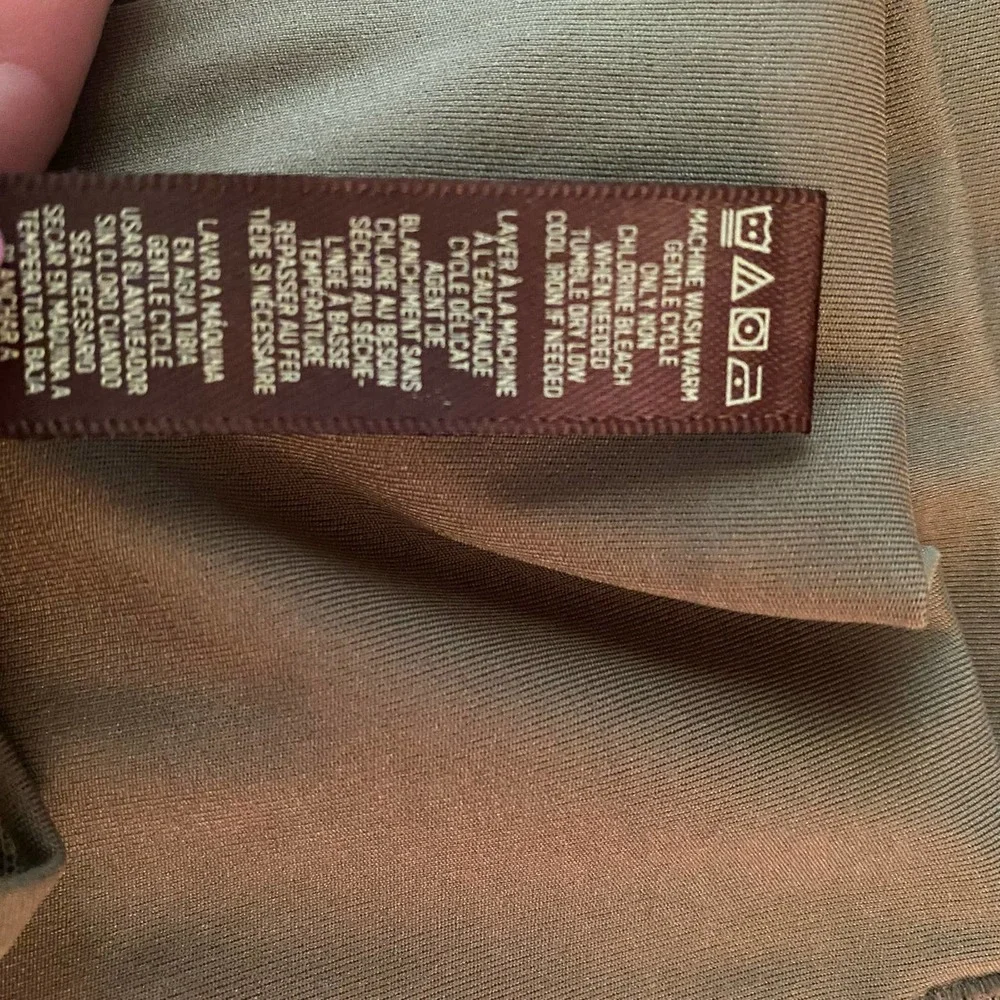 MACHINE WASH WARM
GENTLE CYCLE
ONLY NON
CHLORINE BLEACH
WHEN NEEDED
TUMBLE DRY LOW
COOL IRON IF NEEDED
LAVER À LA MACHINE
À L'EAU CHAUDE
CYCLE DÉLICAT
AGENT DE
BLANCHIMENT SANS
CHLORE AU BESOIN
SÉCHER AU SÈCHE-
LINGE À BASSE
TEMPÉRATURE
REPASSER AU FER
TIÈDE SI NÉCESSAIRE
LAVAR A MÁQUINA
EN AGUA TIBIA
GENTLE CYCLE
USAR BLANQUEADOR
SIN CLORO CUANDO
SEA NECESARIO
SECAR EN MÁQUINA A
TEMPERATURA BAJA